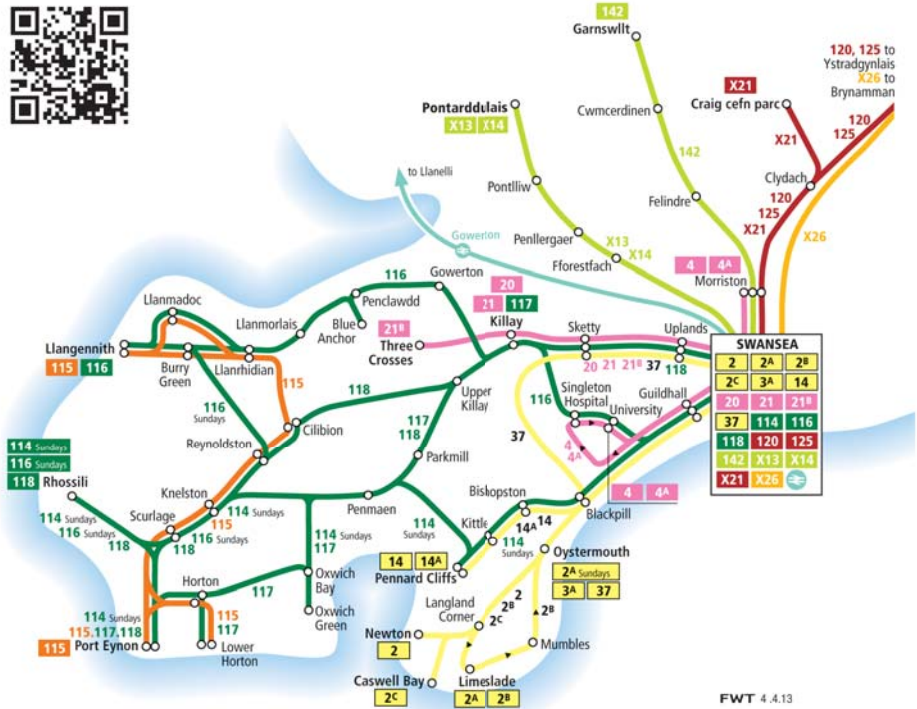 142
Garnswllt
120, 125 to
Ystradgynlais
X26 to
Brynamman
X21
Craig cefn parc
Pontarddulais
X13 X14
Cwmcerdinen
120
125
X21
142
Clydach
to Llanelli
Pontlliw
Felindre
120
125
X21
X26
Gowerton
Penllergaer
X13
X14
Fforestfach
4 4A
Morriston
116
Gowerton
20
21 117
Killay
Penclawdd
Llanmadoc
Llanmorlais
Blue
Anchor
21B
Three
Crosses
Sketty
Uplands
20 21 21B 37
118
Llangennith
115 116
Burry
Green
Llanrhidian
115
118
Upper
Killay
116
Singleton
Hospital
University
Guildhall
SWANSEA
2 2A 2B
2C 3A 14
20 21 21B
37 114 116
118 120 125
142 X13 X14
X21 X26
116
Sundays
Cilibion
117
118
37
4
4A
114 Sundays
116 Sundays
118 Rhossili
Reynoldston
Parkmill
4 4A
Knelston
115
114 Sundays
Penmaen
Bishopston
Blackpill
114 Sundays
116 Sundays
118
Scurlage
118
116 Sundays
114
Sundays
Kittle
14A 14
114
Sundays
114 Sundays
117
14 14A
Pennard Cliffs
Oystermouth
2A Sundays
3A 37
Horton
117
Oxwich
Bay
Oxwich
Green
Langland
Corner
2
2B
2C
2B
114 Sundays
115.117.118
115 Port Eynon
115
117
Lower
Horton
Newton
2
Mumbles
Caswell Bay
2C
Limeslade
2A 2B
FWT 4.4.13